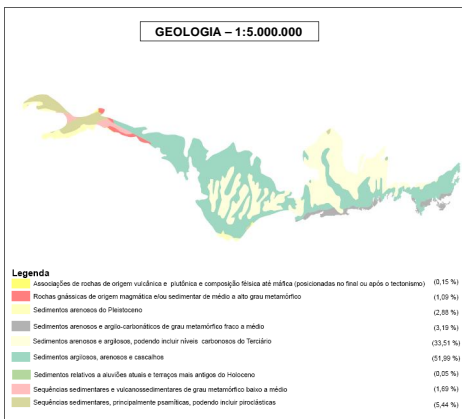 GEOLOGIA – 1:5.000.000
Legenda
Associações de rochas de origem vulcânica e plutônica e composição félsica até máfica (posicionadas no final ou após o tectonismo) (0,15 %)
Rochas gnássicas de origem magmática e/ou sedimentar de médio a alto grau metamórfico (1,09 %)
Sedimentos arenosos do Pleistoceno (2,88 %)
Sedimentos arenosos e argilo-carbonáticos de grau metamórfico fraco a médio (3,19 %)
Sedimentos arenosos e argilosos, podendo incluir níveis carbonosos do Terciário (33,51 %)
Sedimentos argilosos, arenosos e cascalhos (51,99 %)
Sedimentos relativos a aluviões atuais e terraços mais antigos do Holoceno (0,05 %)
Sequências sedimentares e vulcanossedimentares de grau metamórfico baixo a médio (1,69 %)
Sequências sedimentares, principalmente psamíticas, podendo incluir piroclásticas (5,44 %)